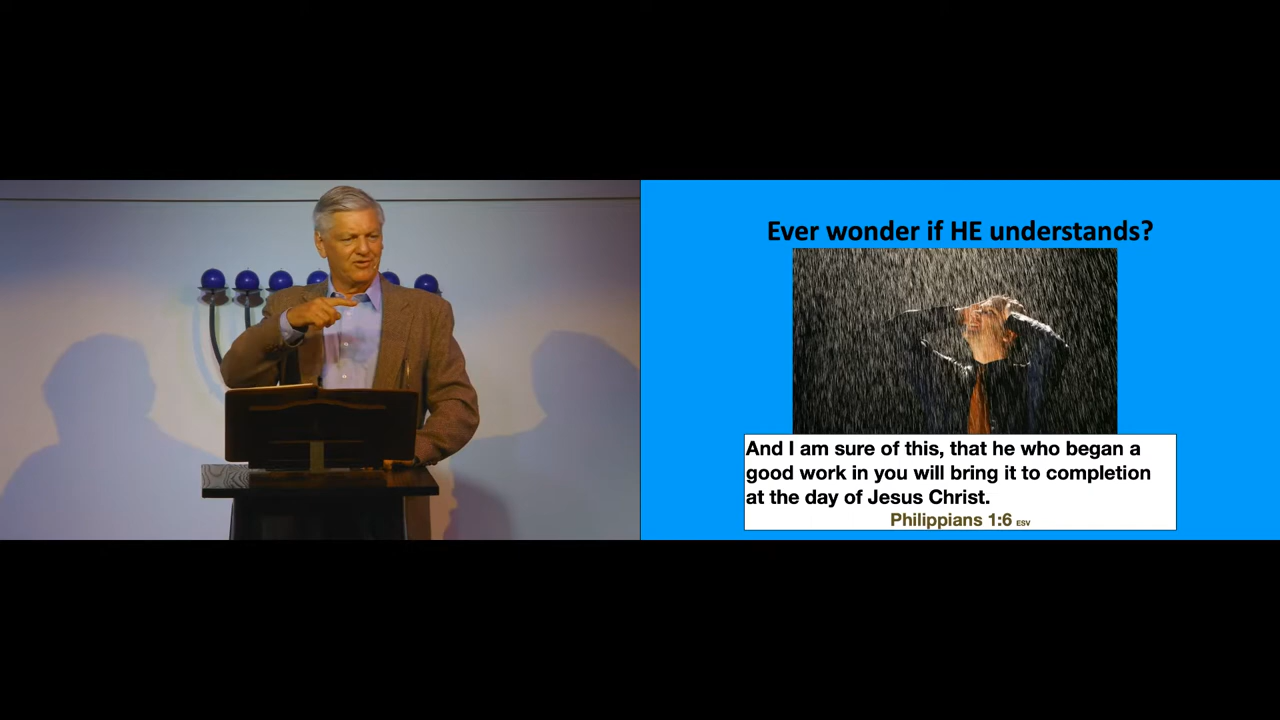 Ever wonder if HE understands?
And I am sure of this, that he who began a
good work in you will bring it to completion
at the day of Jesus Christ.
Philippians 1:6 ESV